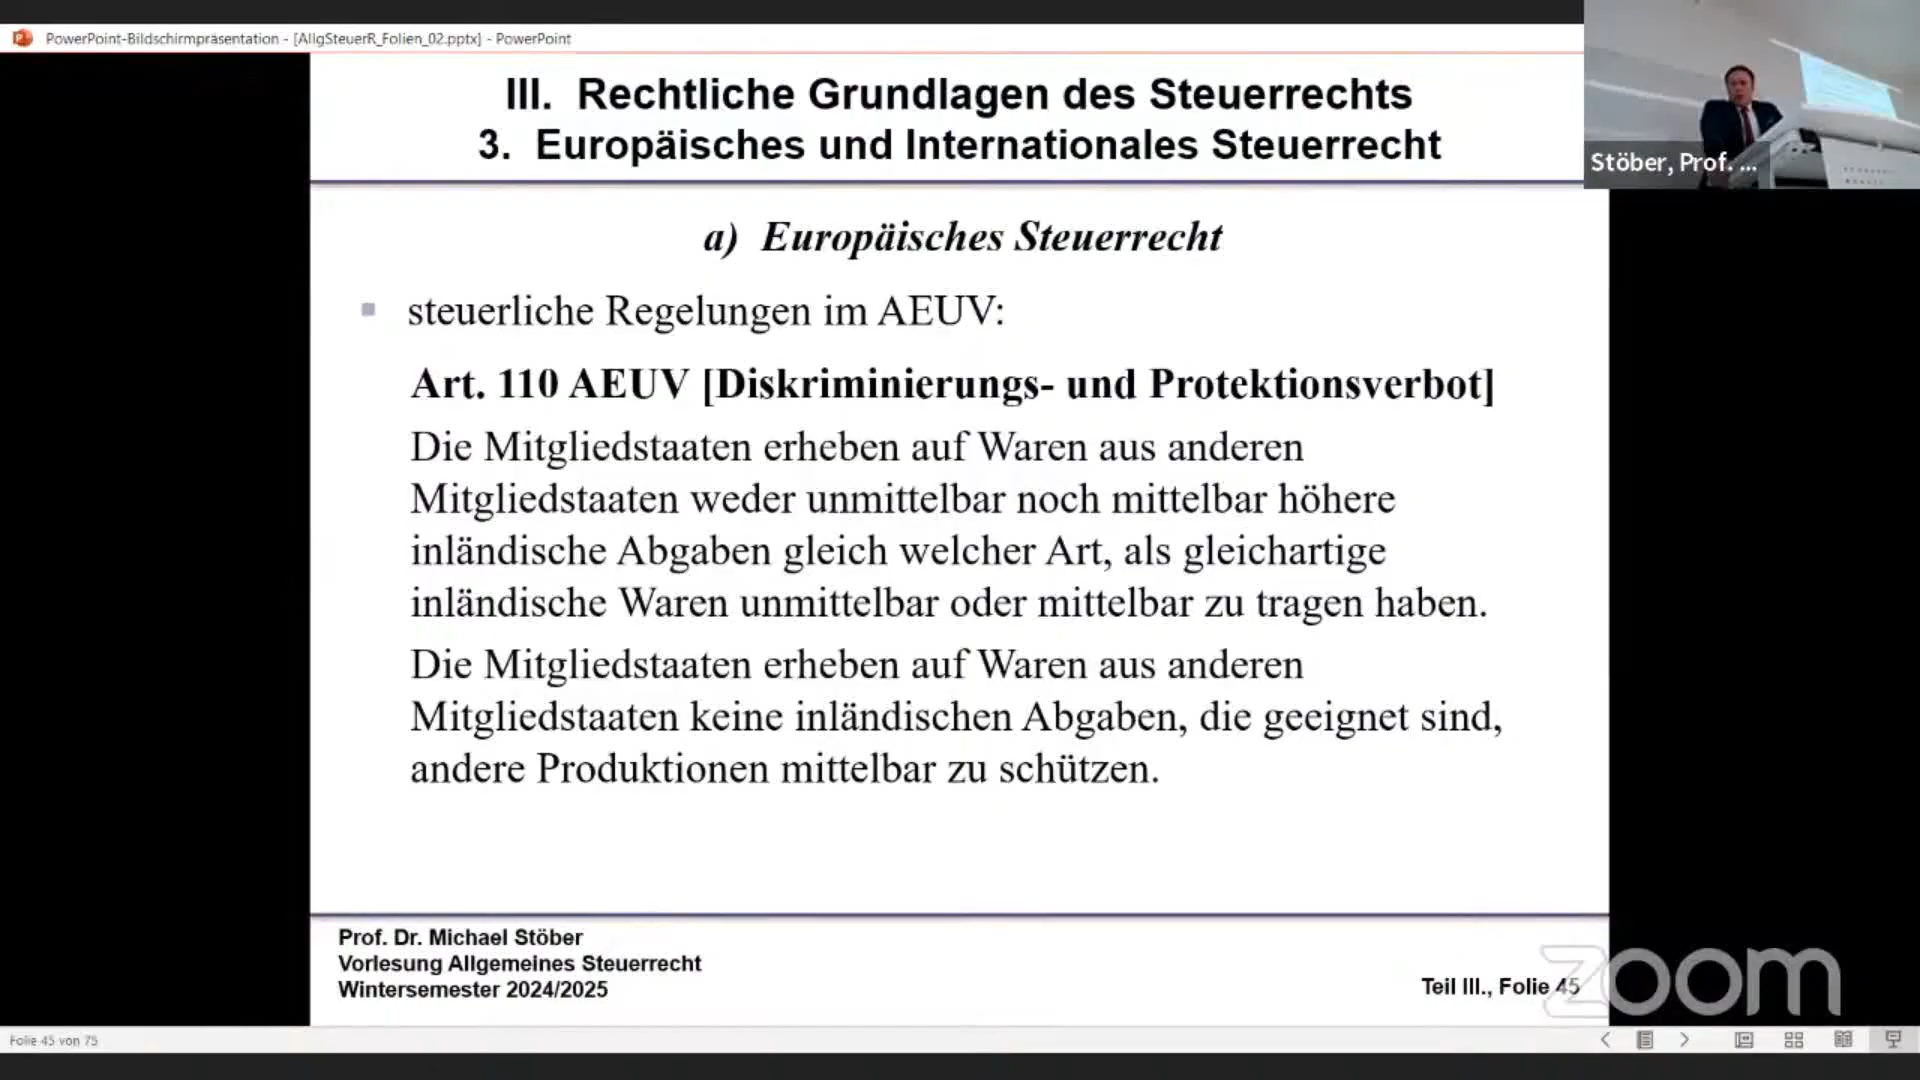 PowerPoint-Bildschirmpräsentation - [AllgSteuerR_Folien_02.pptx] - PowerPoint
III. Rechtliche Grundlagen des Steuerrechts
3. Europäisches und Internationales Steuerrecht
Stöber, Prof. ...
a) Europäisches Steuerrecht
steuerliche Regelungen im AEUV:
Art. 110 AEUV [Diskriminierungs- und Protektionsverbot]
Die Mitgliedstaaten erheben auf Waren aus anderen
Mitgliedstaaten weder unmittelbar noch mittelbar höhere
inländische Abgaben gleich welcher Art, als gleichartige
inländische Waren unmittelbar oder mittelbar zu tragen haben.
Die Mitgliedstaaten erheben auf Waren aus anderen
Mitgliedstaaten keine inländischen Abgaben, die geeignet sind,
andere Produktionen mittelbar zu schützen.
Prof. Dr. Michael Stöber
Vorlesung Allgemeines Steuerrecht
Wintersemester 2024/2025
Teil III., Folie 45
zoom
Folie 45 von 75